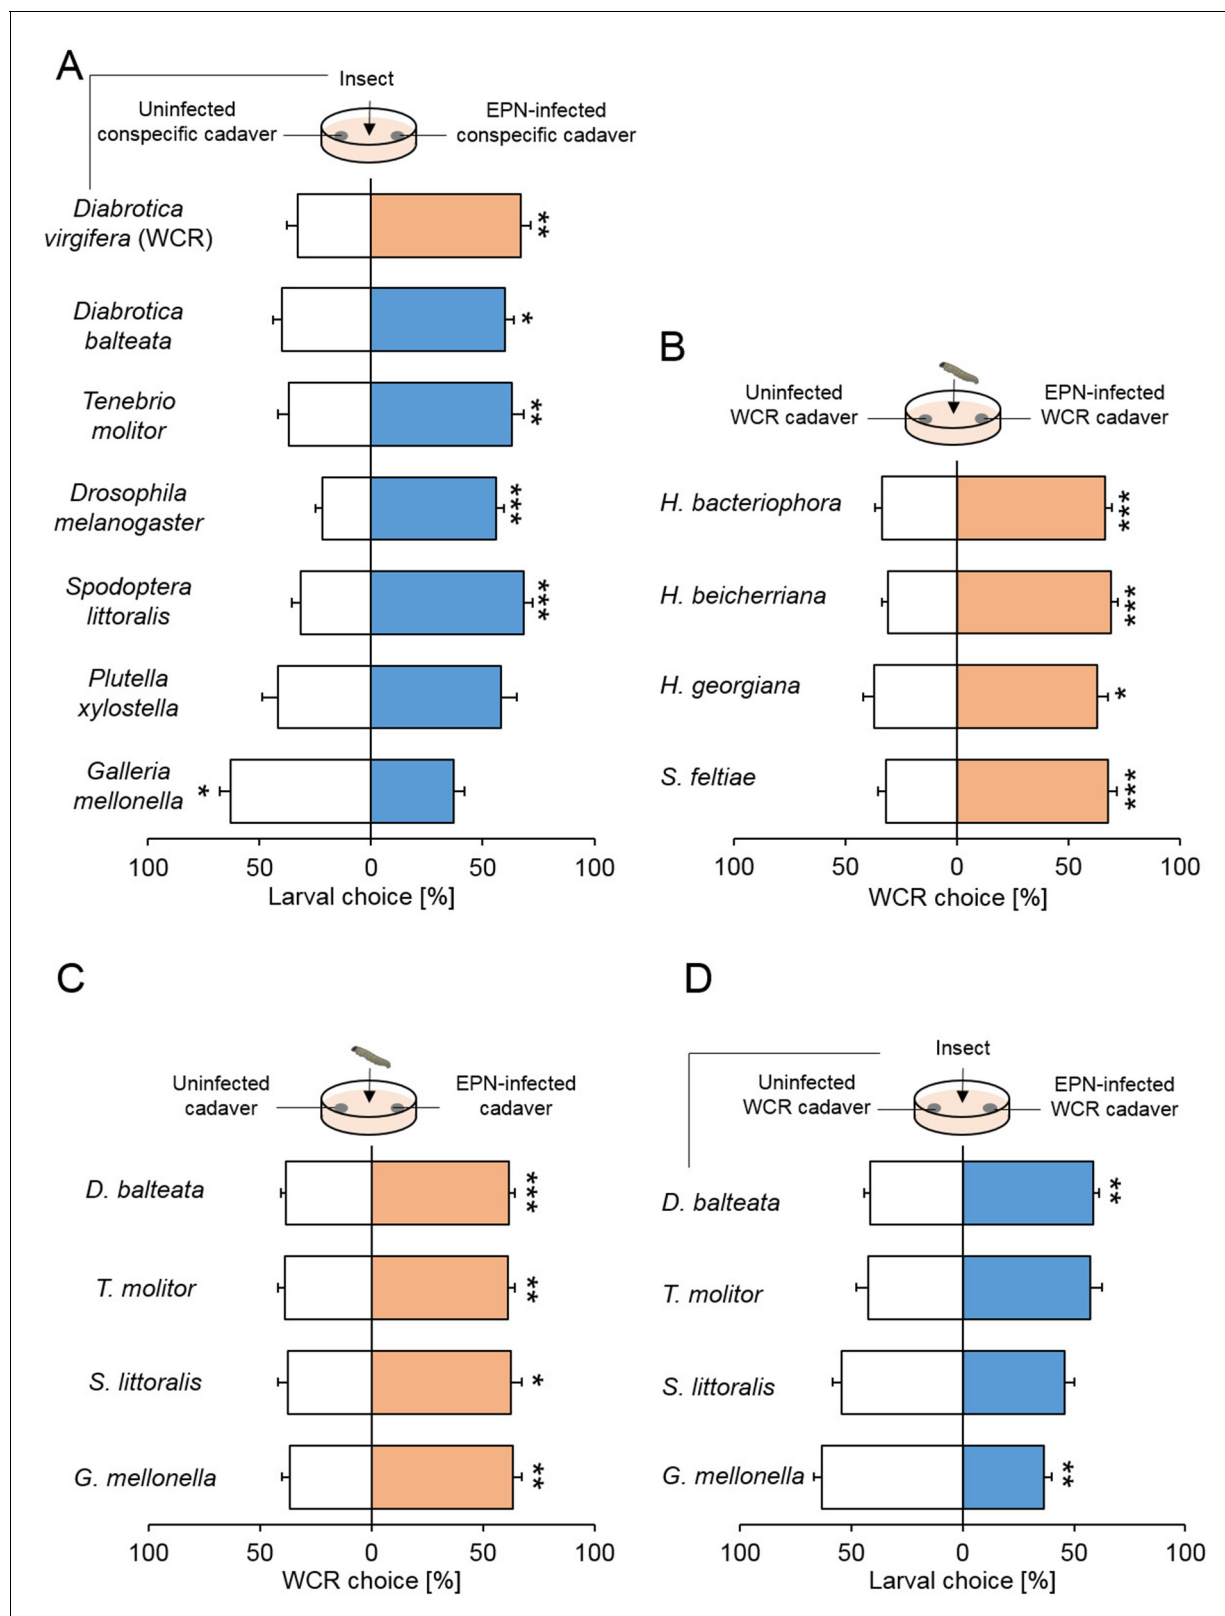 A
Insect
Uninfected
conspecific cadaver
EPN-infected
conspecific cadaver
Diabrotica
virgifera (WCR)
**
Diabrotica
balteata
*
Tenebrio
molitor
**
Drosophila
melanogaster
***
Spodoptera
littoralis
***
Plutella
xylostella
Galleria
mellonella
*
100 50 0 50 100
Larval choice [%]
B
Uninfected
WCR cadaver
EPN-infected
WCR cadaver
H. bacteriophora
***
H. beicherriana
***
H. georgiana
*
S. feltiae
***
100 50 0 50 100
WCR choice [%]
C
Uninfected
cadaver
EPN-infected
cadaver
D. balteata
***
T. molitor
**
S. littoralis
*
G. mellonella
**
100 50 0 50 100
WCR choice [%]
D
Insect
Uninfected
WCR cadaver
EPN-infected
WCR cadaver
D. balteata
**
T. molitor
S. littoralis
G. mellonella
**
100 50 0 50 100
Larval choice [%]